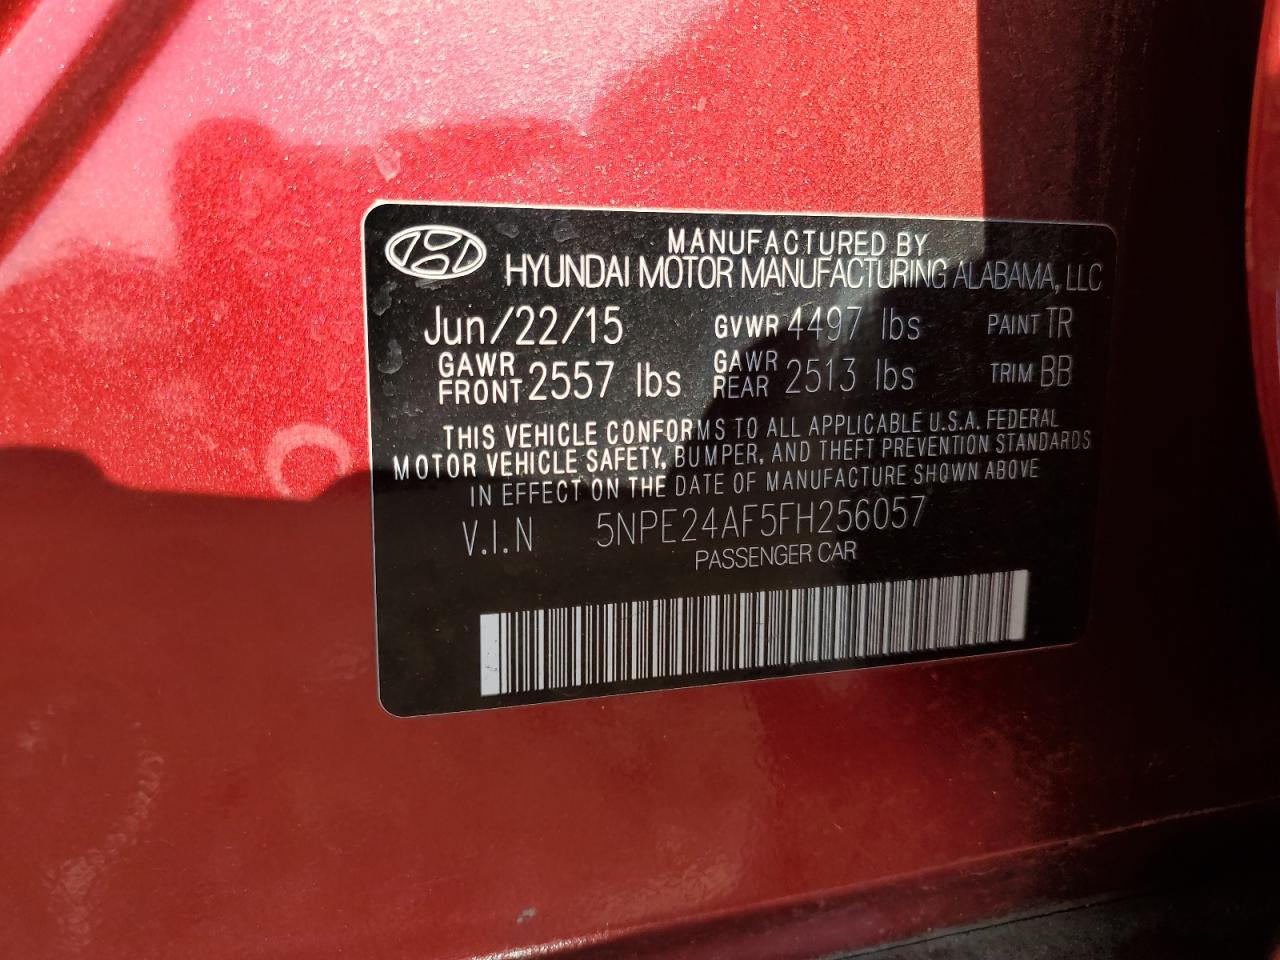 MANUFACTURED BY
HYUNDAI MOTOR MANUFACTURING ALABAMA, LLC
Jun/22/15 GVWR 4497 lbs PAINT TR
GAWR FRONT 2557 lbs GAWR REAR 2513 lbs TRIM BB
THIS VEHICLE CONFORMS TO ALL APPLICABLE U.S.A. FEDERAL
MOTOR VEHICLE SAFETY, BUMPER, AND THEFT PREVENTION STANDARDS
IN EFFECT ON THE DATE OF MANUFACTURE SHOWN ABOVE
V.I.N 5NPE24AF5FH256057
PASSENGER CAR